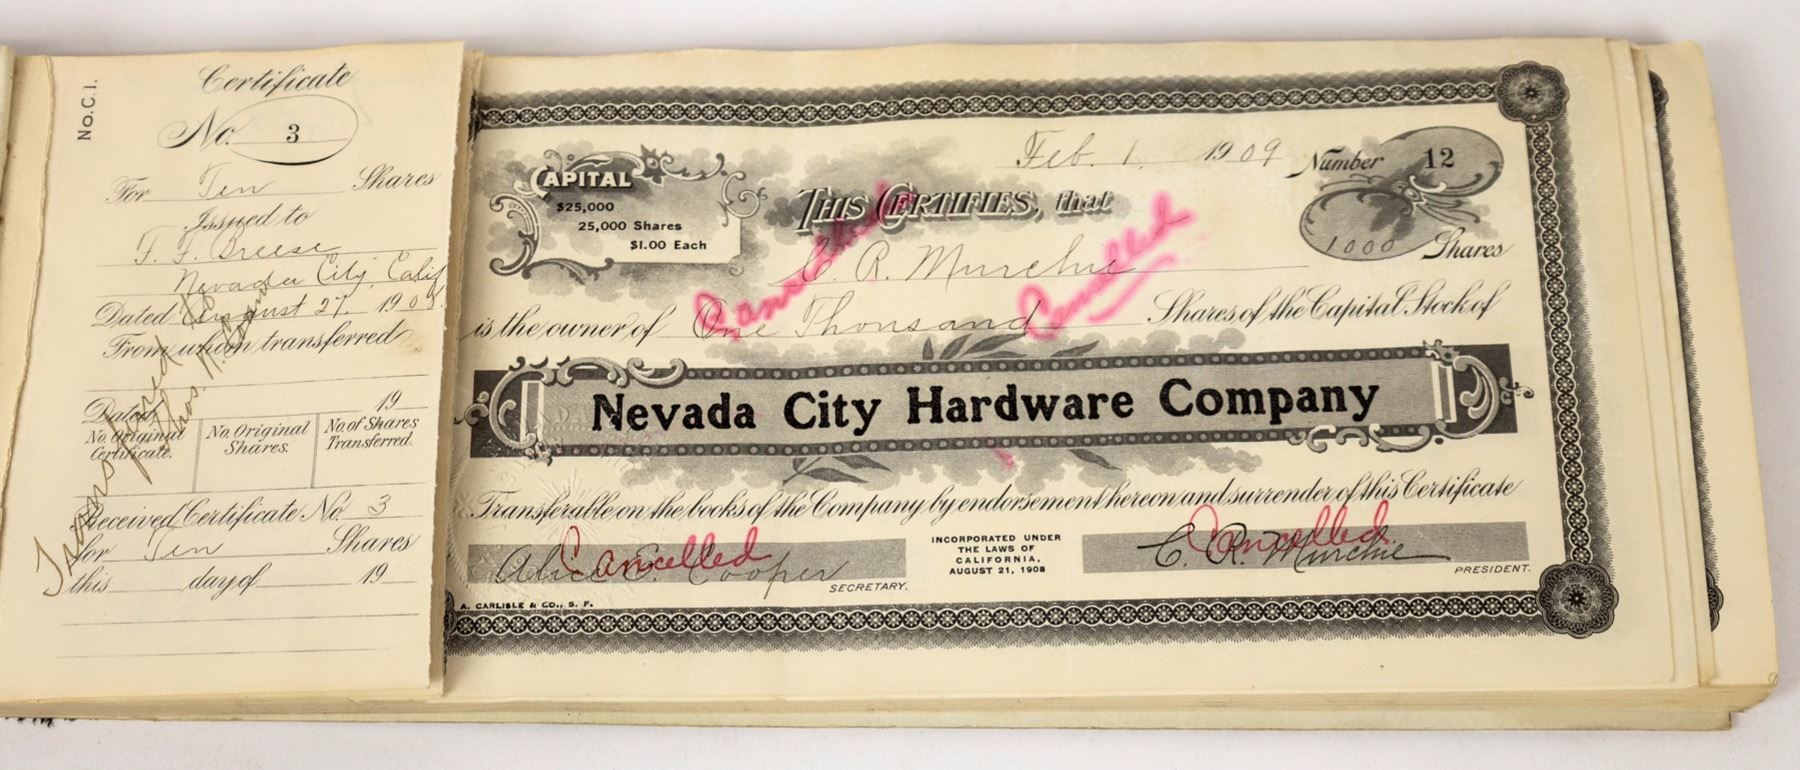 No. C. 1.
Certificate
No. 3
For Ten Shares
Issued to
F. F. Breese
Nevada City, Calif
Dated August 27, 1908.
From whom transferred
Dated 19
No. Original Certificate.
No. Original Shares.
No. of Shares Transferred.
Received Certificate No. 3
for Ten Shares
this day of 19
Transferred
Thos. H.
Feb. 1. 1909
Number 12
1000 Shares
CAPITAL
$25,000
25,000 Shares
$1.00 Each
THIS CERTIFIES, that
C. R. Murchie
is the owner of One Thousand Shares of the Capital Stock of
Cancelled
Cancelled
Nevada City Hardware Company
Transferable on the books of the Company by endorsement hereon and surrender of this Certificate
Alice C. Cooper
Cancelled
SECRETARY.
INCORPORATED UNDER
THE LAWS OF
CALIFORNIA,
AUGUST 21, 1908
C. R. Murchie
Cancelled
PRESIDENT.
A. CARLISLE & CO., S. F.